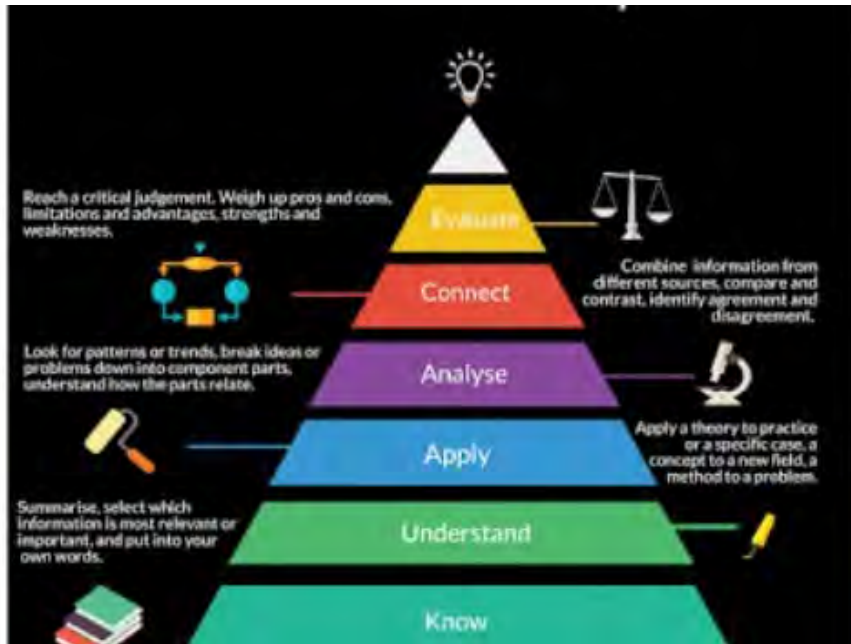 Reach a critical judgement. Weigh up pros and cons,
limitations and advantages, strengths and
weaknesses.
Evaluate
Combine information from
different sources, compare and
contrast, identify agreement and
disagreement.
Connect
Look for patterns or trends, break ideas or
problems down into component parts,
understand how the parts relate.
Analyse
Apply a theory to practice
or a specific case, a
concept to a new field, a
method to a problem.
Apply
Summarise, select which
information is most relevant or
important, and put into your
own words.
Understand
Know